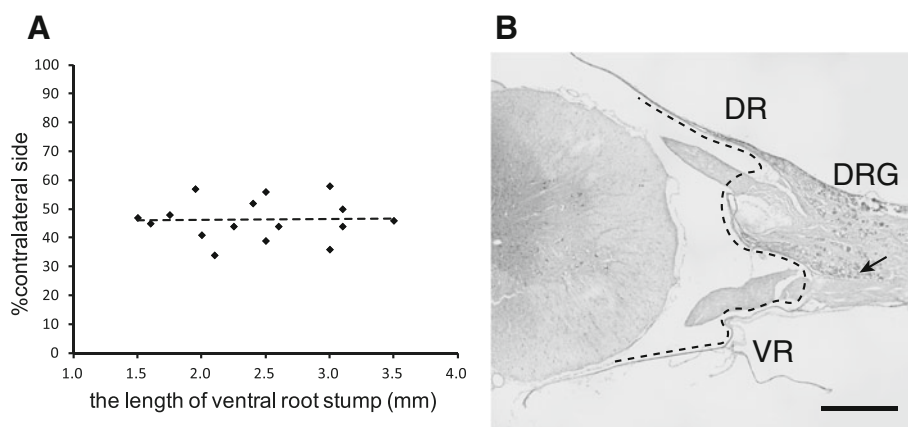 A
%contralateral side
100
90
80
70
60
50
40
30
20
10
0
1.0
1.5
2.0
2.5
3.0
3.5
4.0
the length of ventral root stump (mm)
B
DR
DRG
VR